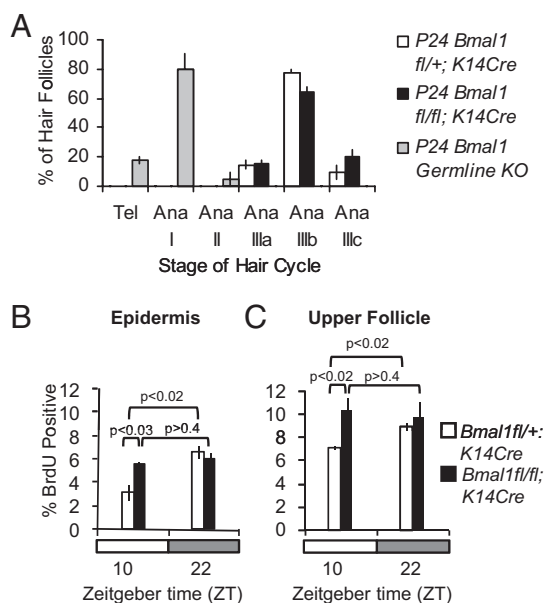 A
% of Hair Follicles
100
80
60
40
20
0
Tel Ana Ana Ana Ana Ana
I II IIIa IIIb IIIc
Stage of Hair Cycle
P24 Bmal1
fl/+; K14Cre
P24 Bmal1
fl/fl; K14Cre
P24 Bmal1
Germline KO
B
Epidermis
% BrdU Positive
12
10
8
6
4
2
0
p<0.02
p<0.03
p>0.4
10 22
Zeitgeber time (ZT)
C
Upper Follicle
12
10
8
6
4
2
0
p<0.02
p<0.02
p>0.4
10 22
Zeitgeber time (ZT)
Bmal1fl/+:
K14Cre
Bmal1fl/fl;
K14Cre